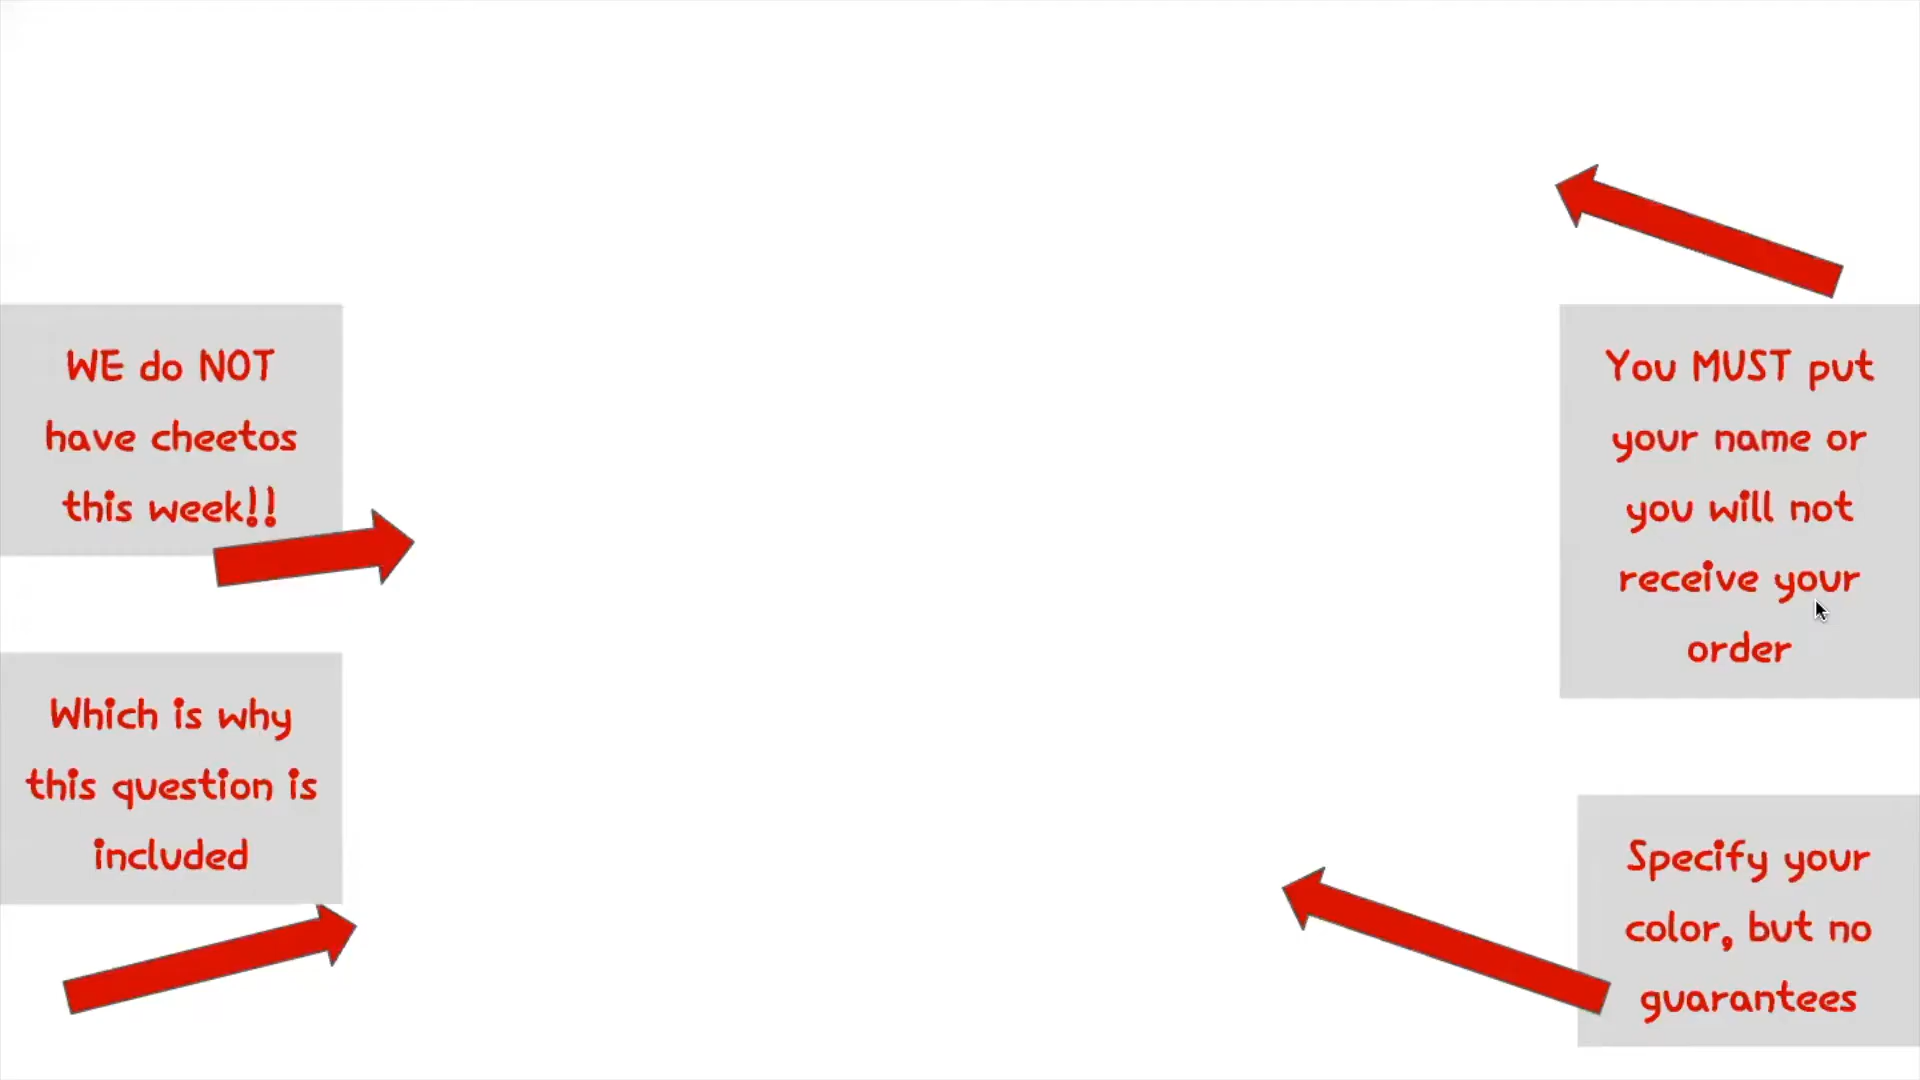 WE do NOT
have cheetos
this week!!
Which is why
this question is
included
You MUST put
your name or
you will not
receive your
order
Specify your
color, but no
guarantees